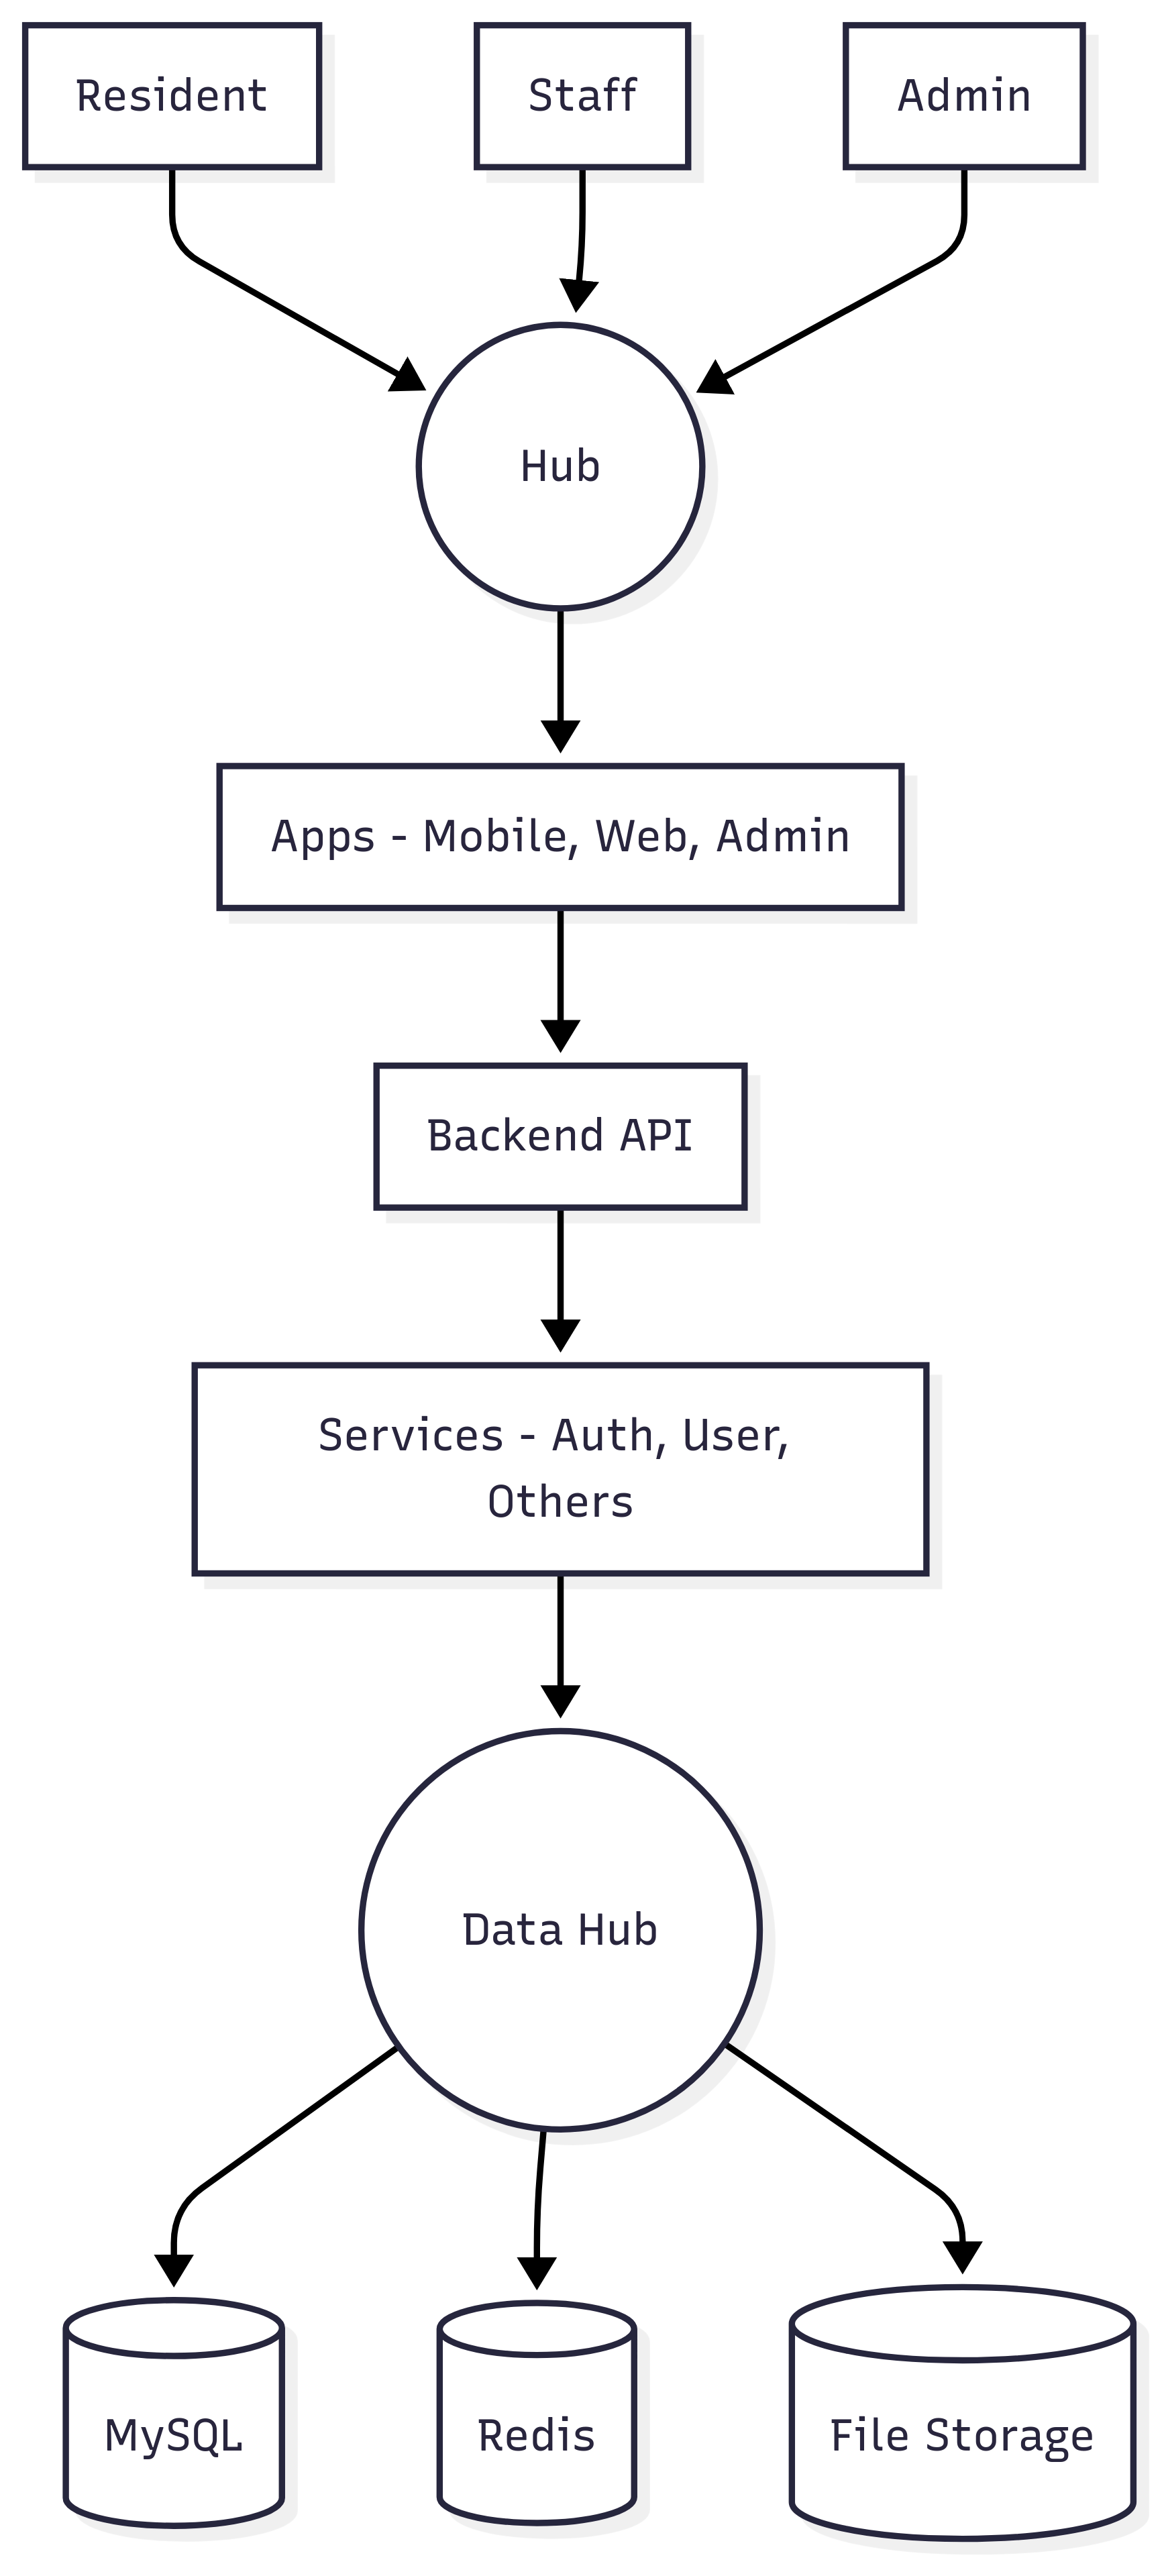 Resident
Staff
Admin
Hub
Apps - Mobile, Web, Admin
Backend API
Services - Auth, User,
Others
Data Hub
MySQL
Redis
File Storage